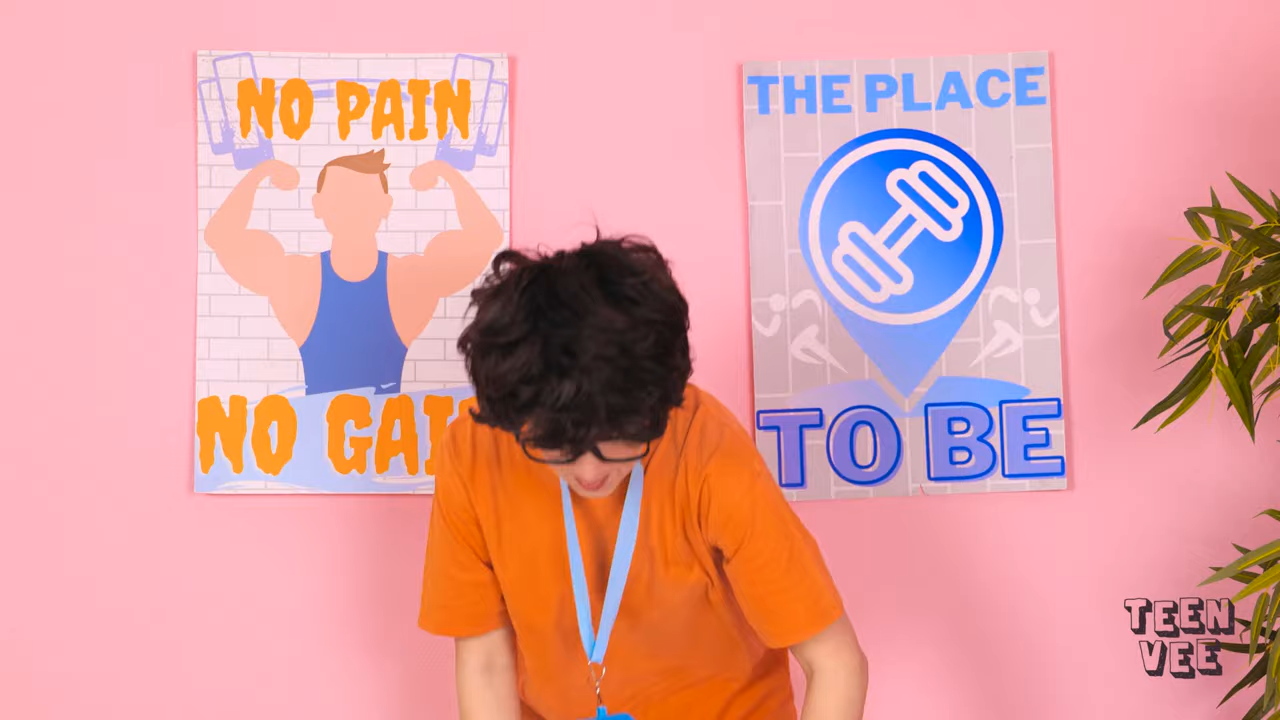 NO PAIN
NO GAI
THE PLACE
TO BE
TEEN
VEE